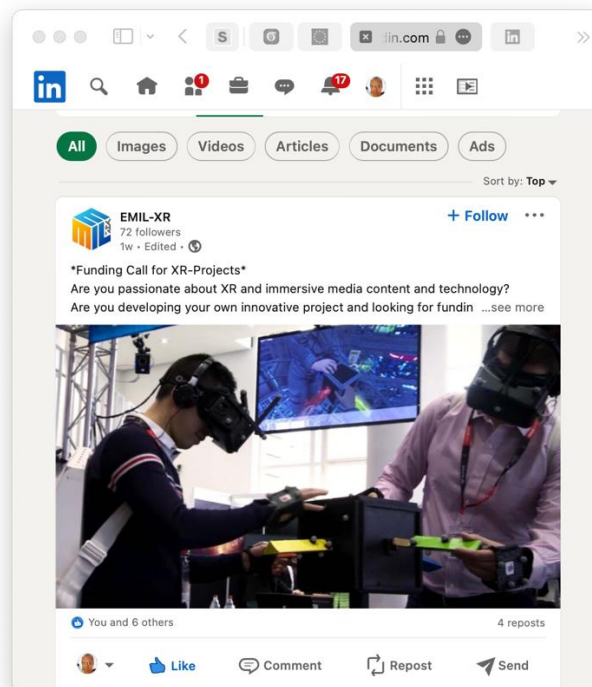 S
in.com
in
in
1
17
All
Images
Videos
Articles
Documents
Ads
Sort by: Top
EMIL-XR
72 followers
1w • Edited •
+ Follow
*Funding Call for XR-Projects*
Are you passionate about XR and immersive media content and technology?
Are you developing your own innovative project and looking for fundin ...see more
You and 6 others
4 reposts
Like
Comment
Repost
Send